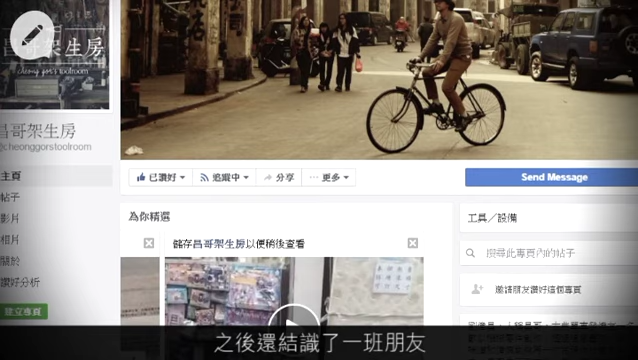 昌哥架生房
cheong gor's toolroom
昌哥架生房
@cheonggorstoolroom
主頁
帖子
影片
相片
關於
讚好分析
建立專頁
已讚好
追蹤中
分享
更多
Send Message
為你精選
儲存昌哥架生房以便稍後查看
工具／設備
搜尋此專頁內的帖子
邀請朋友讚好這個專頁
之後還結識了一班朋友